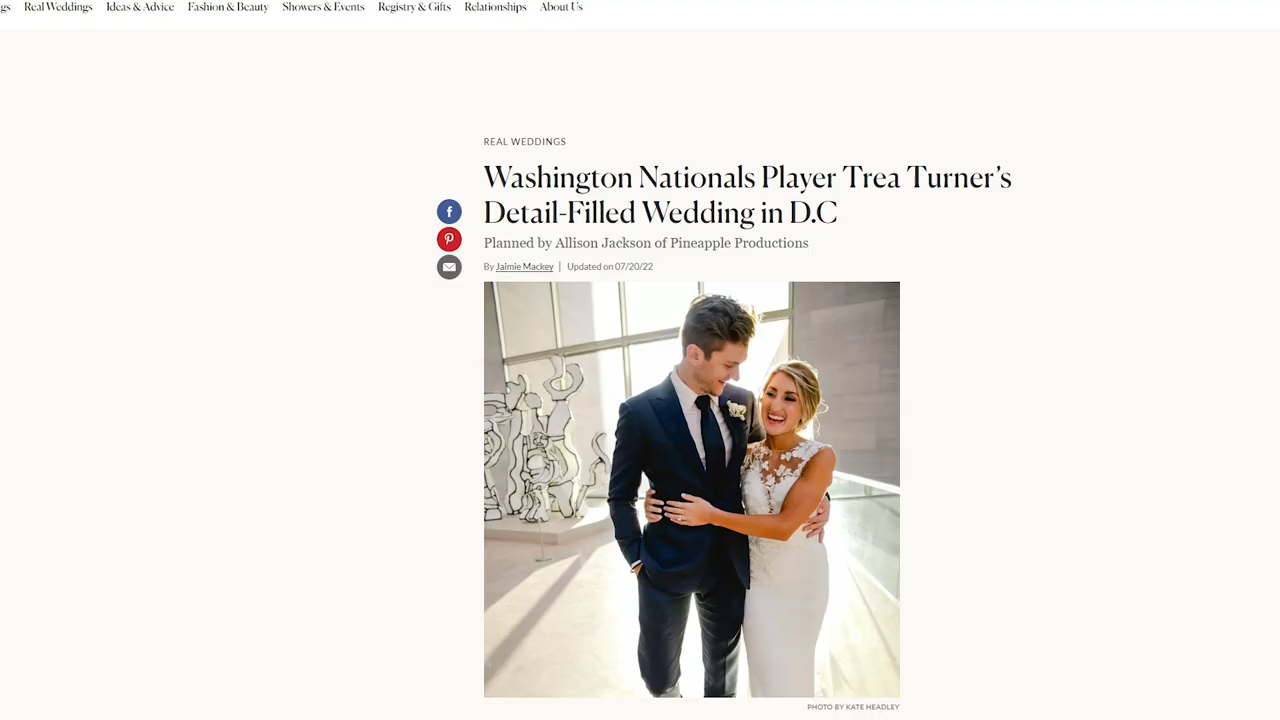 gs Real Weddings Ideas & Advice Fashion & Beauty Showers & Events Registry & Gifts Relationships About Us
REAL WEDDINGS
Washington Nationals Player Trea Turner's
Detail-Filled Wedding in D.C
Planned by Allison Jackson of Pineapple Productions
By Jaimie Mackey | Updated on 07/20/22
PHOTO BY KATE HEADLEY